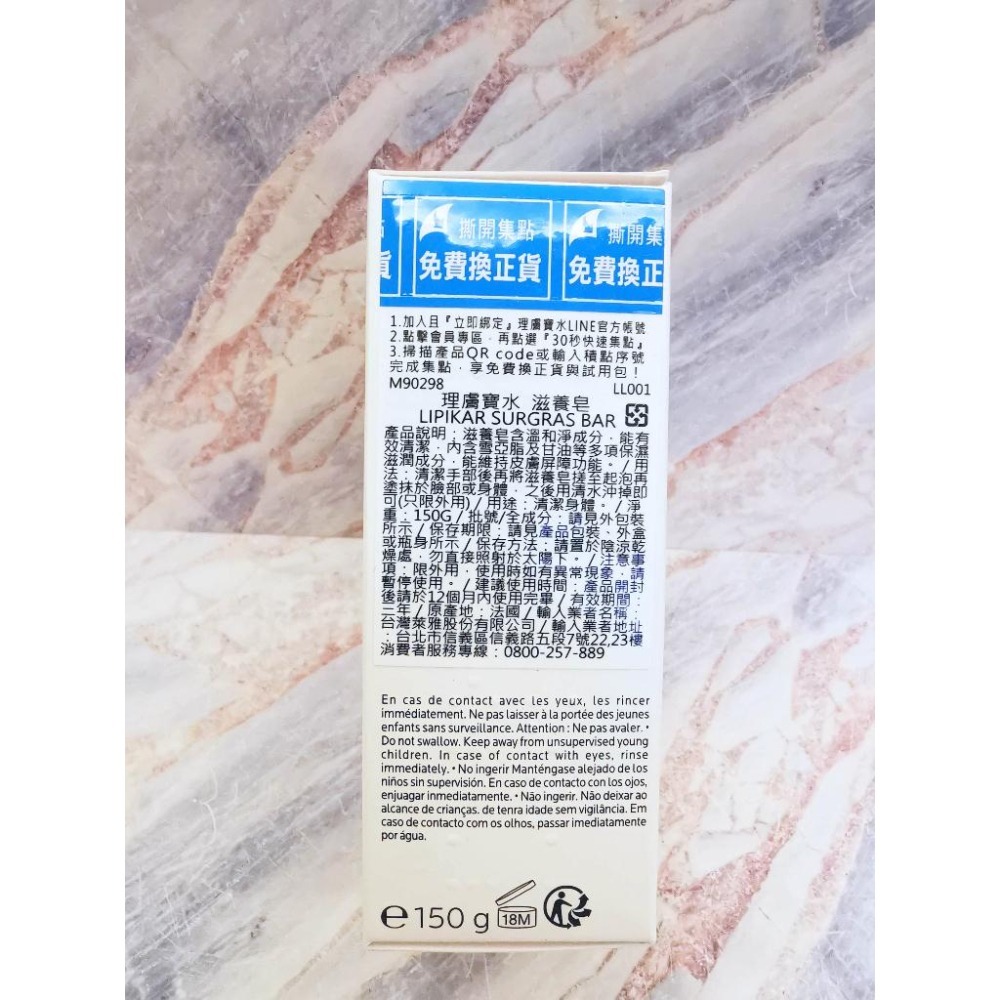 點 撕開集點 撕開集
貨 免費換正貨 免費換正
1.加入且『立即綁定』理膚寶水LINE官方帳號
2.點擊會員專區，再點選『30秒快速集點』
3.掃描產品QR code或輸入積點序號
完成集點，享免費換正貨與試用包！
M90298 LL001
理膚寶水 滋養皂
LIPIKAR SURGRAS BAR
產品說明：滋養皂含溫和淨成分，能有
效清潔，內含雪亞脂及甘油等多項保濕
滋潤成分，能維持皮膚屏障功能。/用
法：清潔手部後再將滋養皂搓至起泡再
塗抹於臉部或身體，之後用清水沖掉即
可(只限外用)/用途：清潔身體。/淨
重：150G/批號/全成分：請見外包裝
所示/保存期限：請見產品包裝、外盒
或瓶身所示/保存方法：請置於陰涼乾
燥處，勿直接照射於太陽下。/注意事
項：限外用，使用時如有異常現象，請
暫停使用。/建議使用時間：產品開封
後請於12個月內使用完畢/有效期間：
三年/原產地：法國/輸入業者名稱：
台灣萊雅股份有限公司/輸入業者地址
：台北市信義區信義路五段7號22,23樓
消費者服務專線：0800-257-889
En cas de contact avec les yeux, les rincer
immédiatement. Ne pas laisser à la portée des jeunes
enfants sans surveillance. Attention : Ne pas avaler. •
Do not swallow. Keep away from unsupervised young
children. In case of contact with eyes, rinse
immediately. • No ingerir Manténgase alejado de los
niños sin supervisión. En caso de contacto con los ojos,
enjuagar inmediatamente. • Não ingerir. Não deixar ao
alcance de crianças. de tenra idade sem vigilância. Em
caso de contacto com os olhos, passar imediatamente
por água.
℮ 150 g 18M